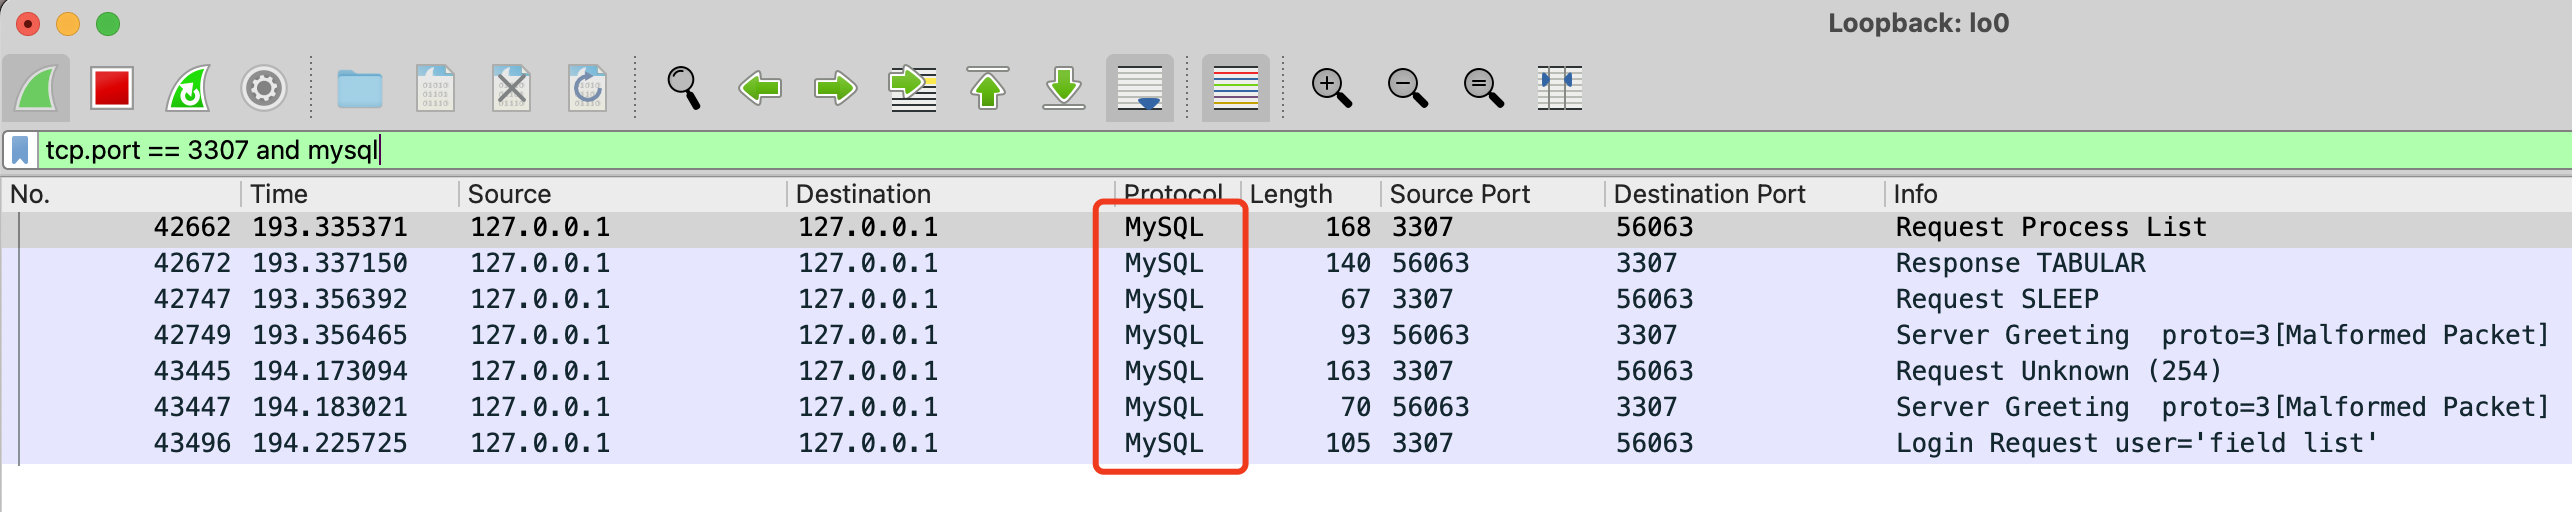 Loopback: lo0
tcp.port == 3307 and mysql
No. Time Source Destination Protocol Length Source Port Destination Port Info
42662 193.335371 127.0.0.1 127.0.0.1 MySQL 168 3307 56063 Request Process List
42672 193.337150 127.0.0.1 127.0.0.1 MySQL 140 56063 3307 Response TABULAR
42747 193.356392 127.0.0.1 127.0.0.1 MySQL 67 3307 56063 Request SLEEP
42749 193.356465 127.0.0.1 127.0.0.1 MySQL 93 56063 3307 Server Greeting  proto=3[Malformed Packet]
43445 194.173094 127.0.0.1 127.0.0.1 MySQL 163 3307 56063 Request Unknown (254)
43447 194.183021 127.0.0.1 127.0.0.1 MySQL 70 56063 3307 Server Greeting  proto=3[Malformed Packet]
43496 194.225725 127.0.0.1 127.0.0.1 MySQL 105 3307 56063 Login Request user='field list'